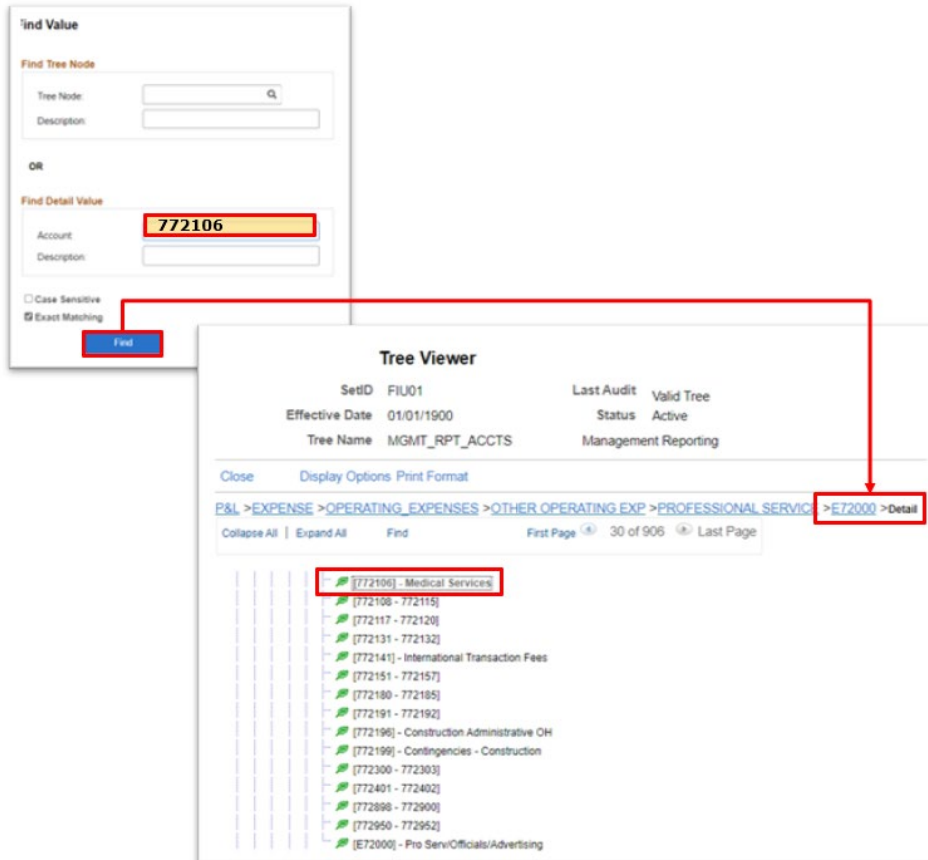 Find Value
Find Tree Node
Tree Node:
Description:
OR
Find Detail Value
Account: 772106
Description:
Case Sensitive
Exact Matching
Find
Tree Viewer
SetID FIU01 Last Audit Valid Tree
Effective Date 01/01/1900 Status Active
Tree Name MGMT_RPT_ACCTS Management Reporting
Close Display Options Print Format
P&L >EXPENSE >OPERATING_EXPENSES >OTHER OPERATING EXP >PROFESSIONAL SERVICE >E72000 >Detail
Collapse All | Expand All Find First Page 30 of 906 Last Page
[772106] - Medical Services
[772108 - 772115]
[772117 - 772120]
[772131 - 772132]
[772141] - International Transaction Fees
[772151 - 772157]
[772180 - 772185]
[772191 - 772192]
[772196] - Construction Administrative OH
[772199] - Contingencies - Construction
[772300 - 772303]
[772401 - 772402]
[772898 - 772900]
[772950 - 772952]
[E72000] - Pro Serv/Officials/Advertising